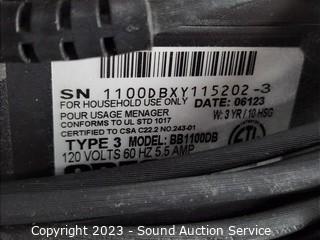 SN 1100DBXY115202-3
FOR HOUSEHOLD USE ONLY DATE: 06123
POUR USAGE MENAGER W: 3 YR / 10 HSG
CONFORMS TO UL STD 1017
CERTIFIED TO CSA C22.2 NO.243-01
TYPE 3 MODEL: BB1100DB
120 VOLTS 60 HZ 5.5 AMP
ETL
Copyright - 2023 - Sound Auction Service